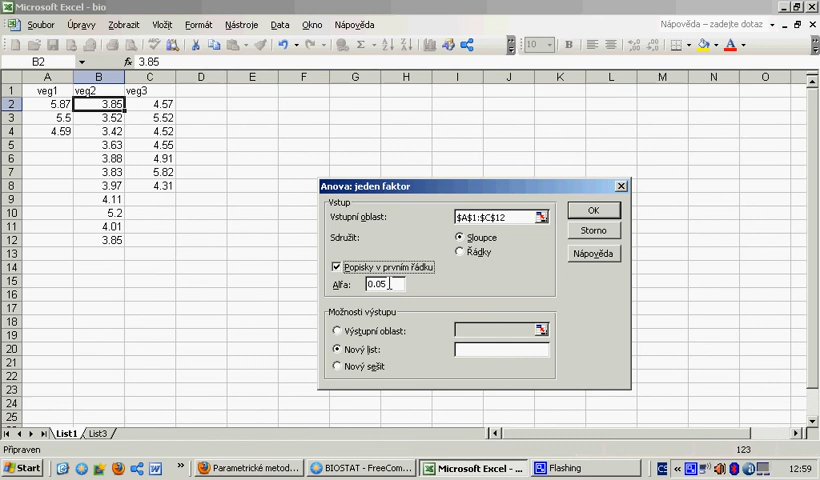 Microsoft Excel - bio
Soubor Úpravy Zobrazit Vložit Formát Nástroje Data Okno Nápověda
Nápověda – zadejte dotaz
10
B2 fx 3.85
A B C D E F G H I J K L M N O
1 veg1 veg2 veg3
2 5.87 3.85 4.57
3 5.5 3.52 5.52
4 4.59 3.42 4.52
5 3.63 4.55
6 3.88 4.91
7 3.83 5.82
8 3.97 4.31
9 4.11
10 5.2
11 4.01
12 3.85
13
14
15
16
17
18
19
20
21
22
23
24
25
Anova: jeden faktor
Vstup
Vstupní oblast: $A$1:$C$12
Sdružit: Sloupce
Řádky
Popisky v prvním řádku
Alfa: 0.05
Možnosti výstupu
Výstupní oblast:
Nový list:
Nový sešit
OK
Storno
Nápověda
List1 List3
Připraven 123
Start Parametrické metod... BIOSTAT - FreeCom... Microsoft Excel - ... Flashing CS 12:59